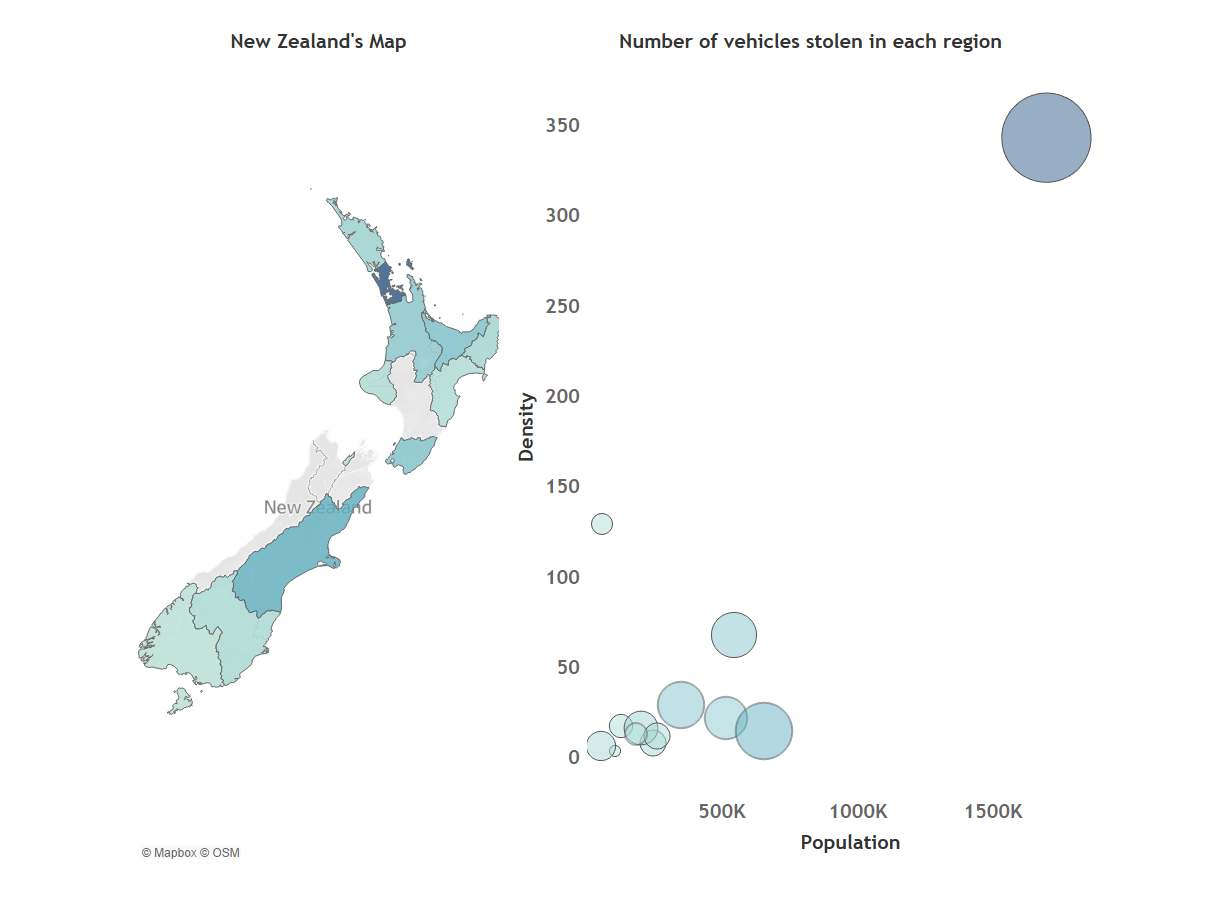 New Zealand's Map
Number of vehicles stolen in each region
350
300
250
200
150
100
50
0
Density
New Zealand
500K
1000K
1500K
Population
© Mapbox © OSM